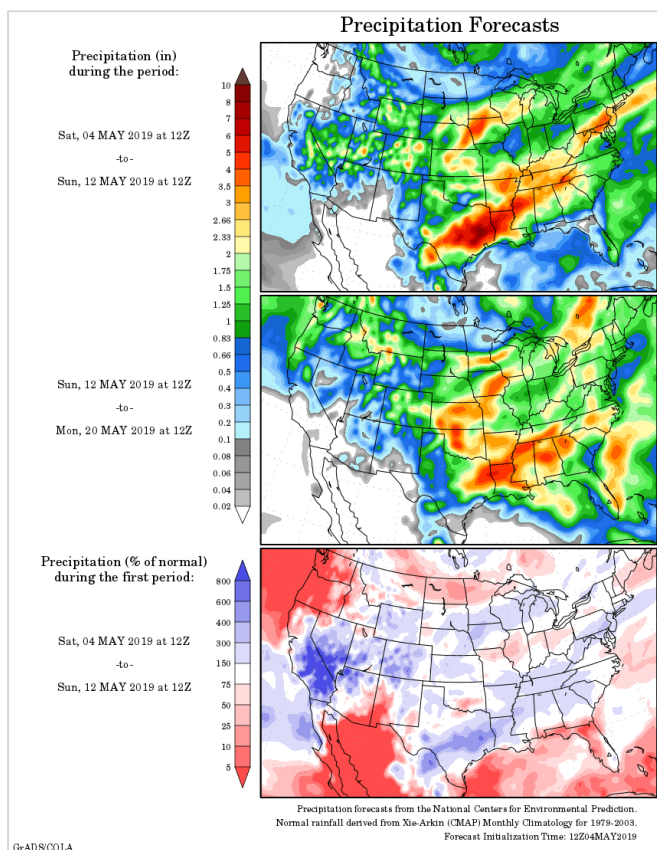 Precipitation Forecasts
Precipitation (in)
during the period:
Sat, 04 MAY 2019 at 12Z
-to-
Sun, 12 MAY 2019 at 12Z
10
8
7
6
5
4
3.5
3
2.66
2.33
2
1.75
1.5
1.25
1
0.83
0.66
0.5
0.4
0.3
0.2
0.1
0.08
0.06
0.04
0.02
Sun, 12 MAY 2019 at 12Z
-to-
Mon, 20 MAY 2019 at 12Z
Precipitation (% of normal)
during the first period:
Sat, 04 MAY 2019 at 12Z
-to-
Sun, 12 MAY 2019 at 12Z
800
600
400
300
150
75
50
25
10
5
Precipitation forecasts from the National Centers for Environmental Prediction.
Normal rainfall derived from Xie-Arkin (CMAP) Monthly Climatology for 1979-2003.
Forecast Initialization Time: 12Z04MAY2019
GrADS/COLA